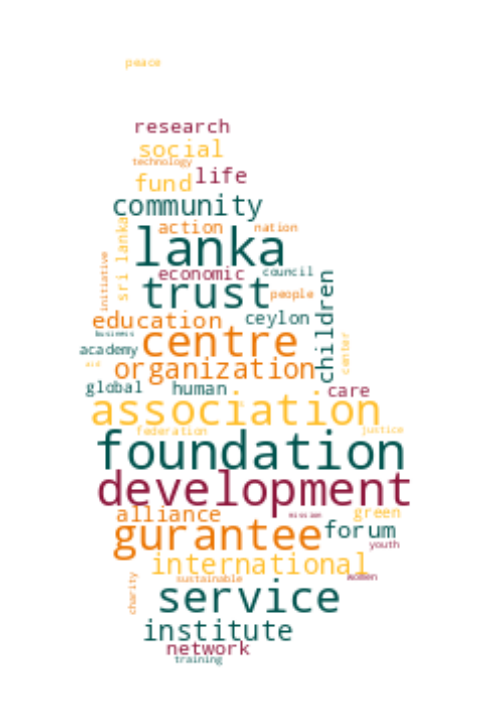 peace
research
social
technology
fund life
community
action nation
sri lanka
lanka
initiative
economic council
trust people
children
education ceylon
business
centre
center
academy
aid
organization
global human care
association
federation justice
foundation
development
alliance mission green
gurantee forum
youth
international
sustainable women
charity
service
institute
network
training